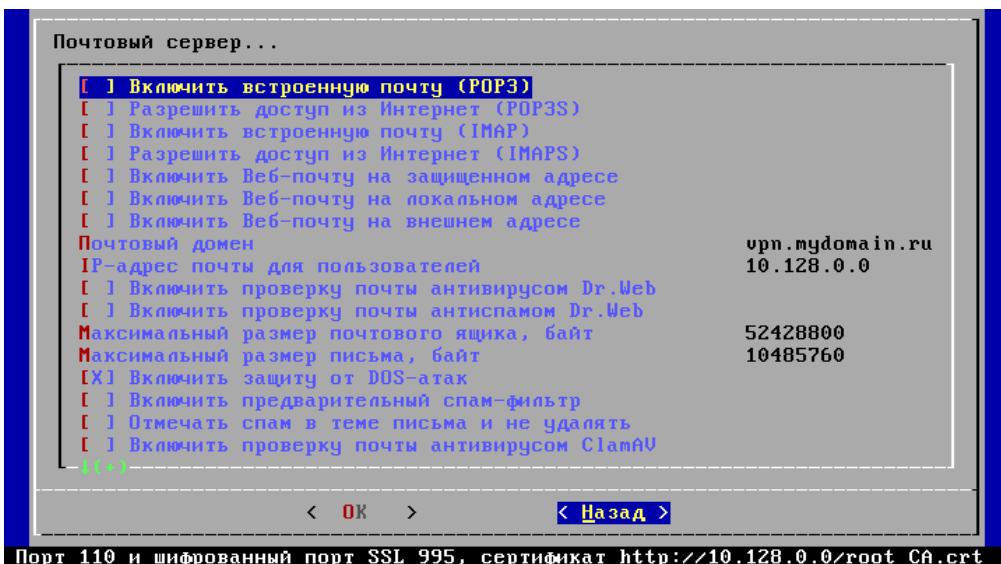 Почтовый сервер...
[ ] Включить встроенную почту (POP3)
[ ] Разрешить доступ из Интернет (POP3S)
[ ] Включить встроенную почту (IMAP)
[ ] Разрешить доступ из Интернет (IMAPS)
[ ] Включить Веб-почту на защищенном адресе
[ ] Включить Веб-почту на локальном адресе
[ ] Включить Веб-почту на внешнем адресе
Почтовый домен vpn.mydomain.ru
IP-адрес почты для пользователей 10.128.0.0
[ ] Включить проверку почты антивирусом Dr.Web
[ ] Включить проверку почты антиспамом Dr.Web
Максимальный размер почтового ящика, байт 52428800
Максимальный размер письма, байт 10485760
[X] Включить защиту от DOS-атак
[ ] Включить предварительный спам-фильтр
[ ] Отмечать спам в теме письма и не удалять
[ ] Включить проверку почты антивирусом ClamAV
↓(+)
< OK > < Назад >
Порт 110 и шифрованный порт SSL 995, сертификат http://10.128.0.0/root_CA.crt